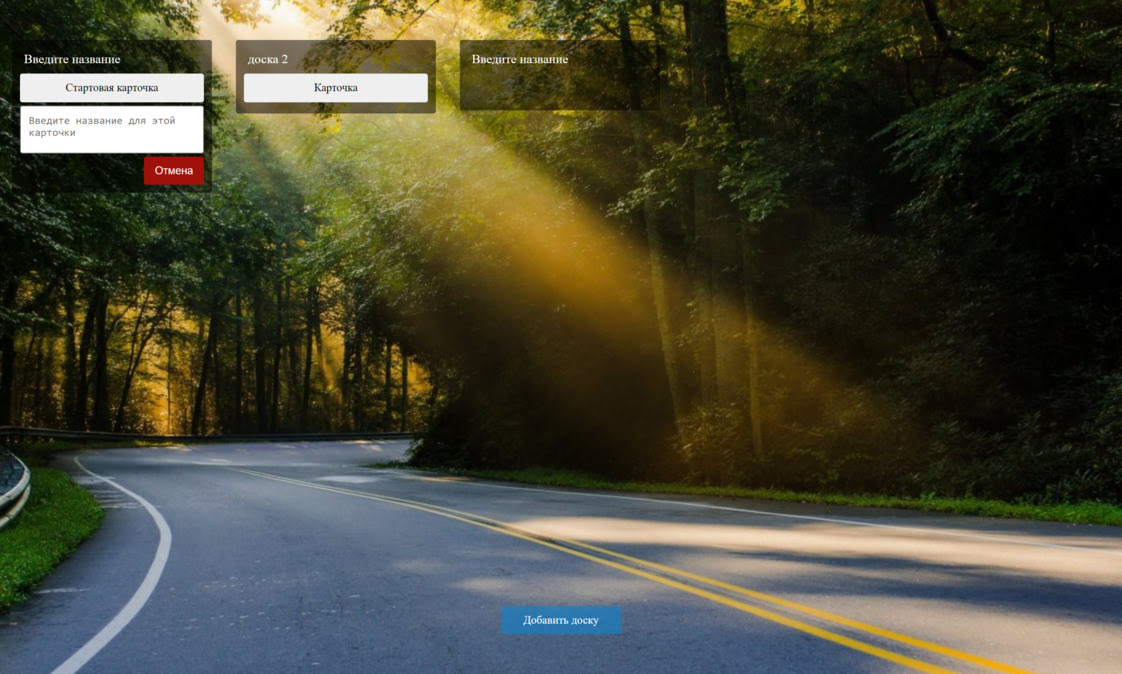 Введите название
Стартовая карточка
Введите название для этой
карточки
Отмена
доска 2
Карточка
Введите название
Добавить доску